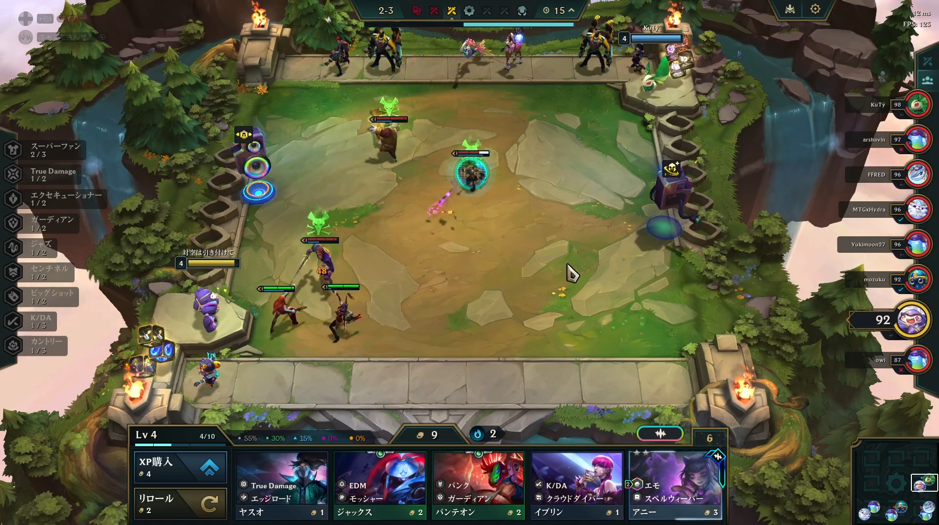 2-3
15
12 ms
FPS: 125
KuTy
4
スーパーファン
2 / 3
True Damage
1 / 2
エクセキューショナー
1 / 2
ガーディアン
1 / 2
ジャズ
1 / 2
センチネル
1 / 2
ビッグショット
1 / 2
K/DA
1 / 3
カントリー
1 / 3
対空は引き付けて
4
KuTy 98
arshavin 97
FFRED 96
MTGxHydra 96
Yukimoon27 96
motuku 92
92
owi 87
Lv 4
4/10
55%
30%
15%
0%
0%
9
2
6
XP購入
4
リロール
2
True Damage
エッジロード
ヤスオ 1
EDM
モッシャー
ジャックス 2
パンク
ガーディアン
パンテオン 2
K/DA
クラウドダイバー
イブリン 1
エモ
スペルウィーバー
アニー 3